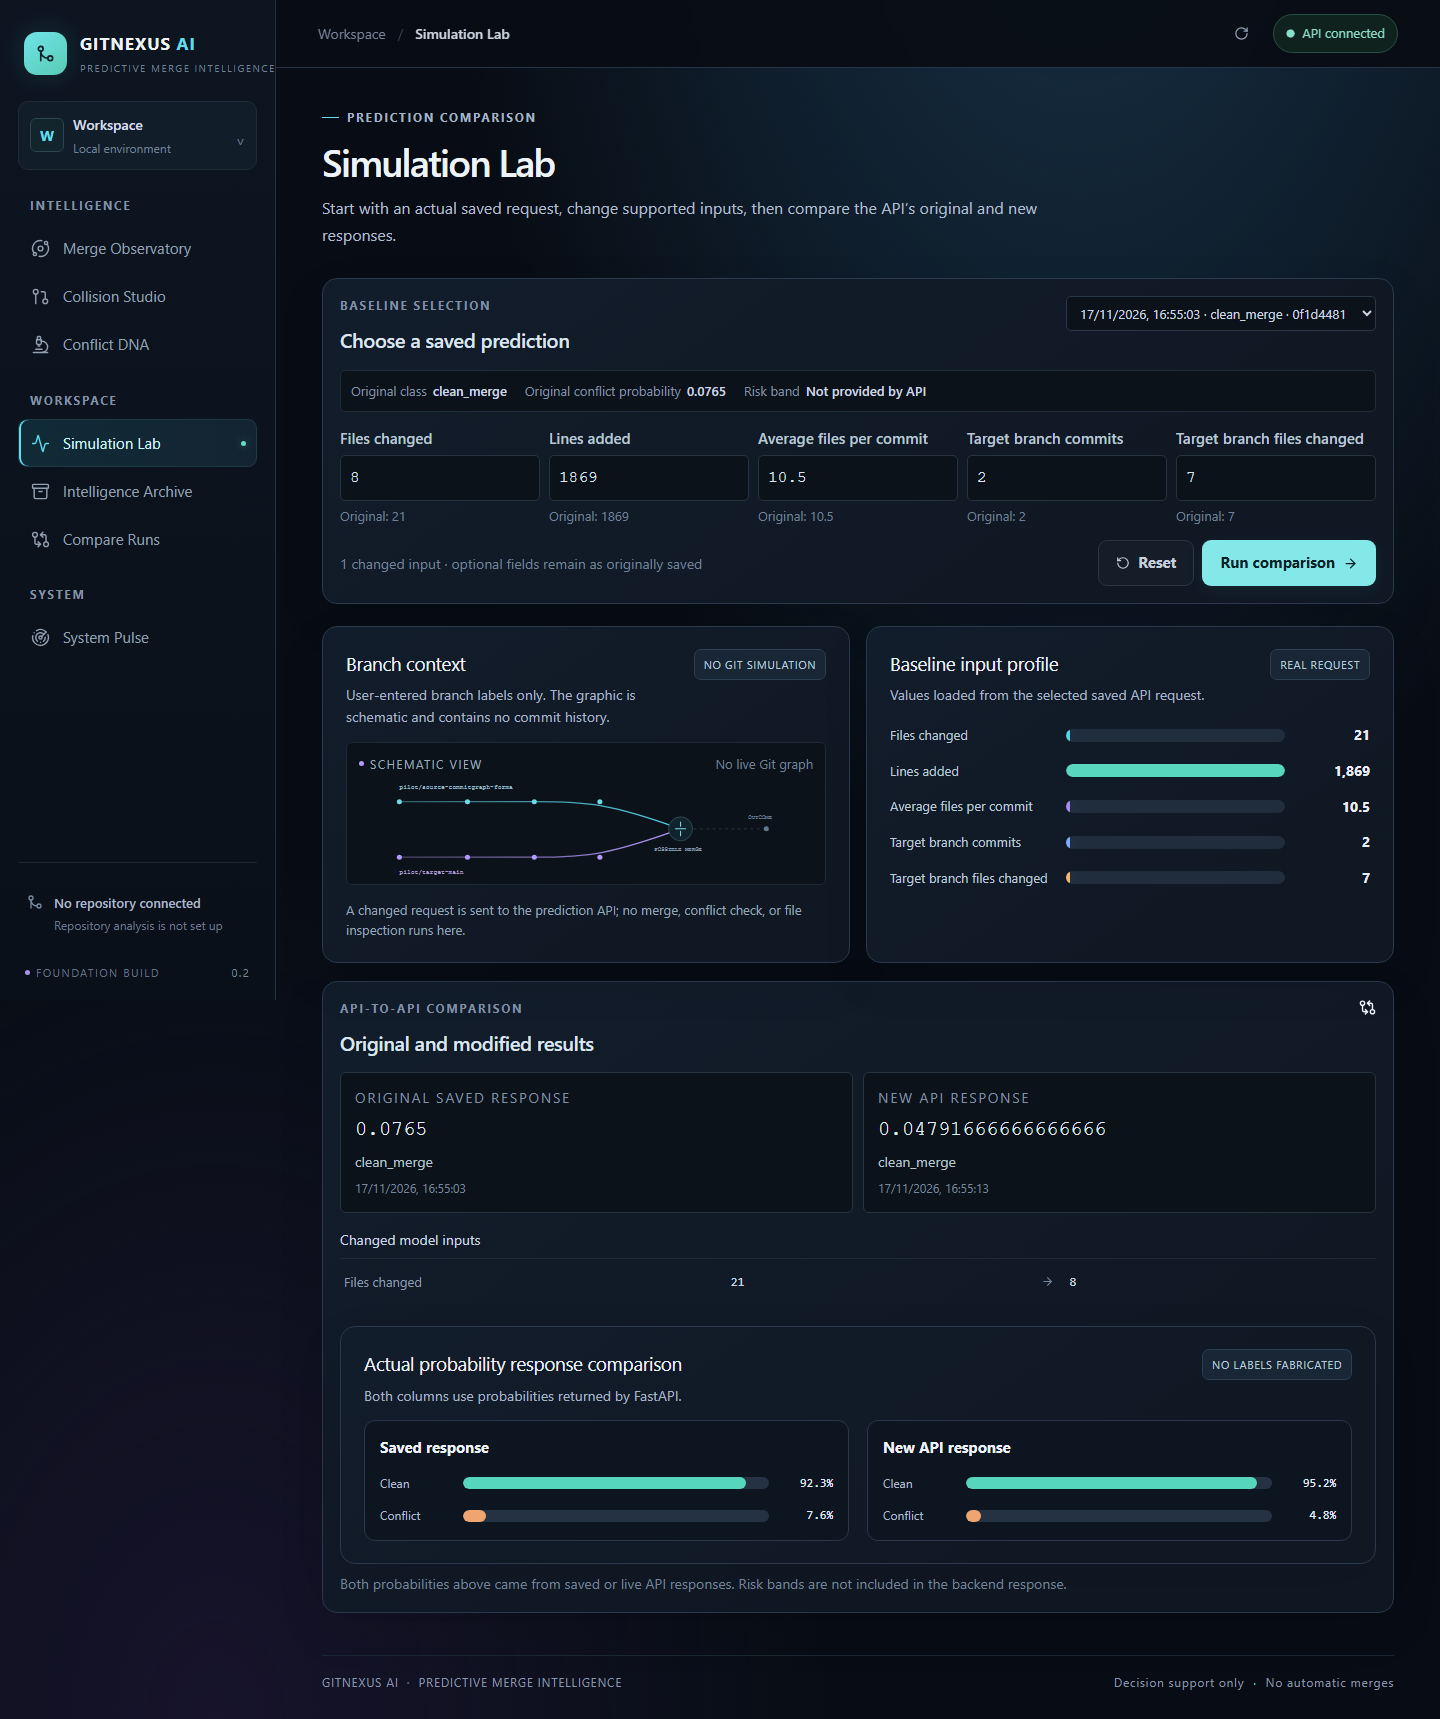 GITNEXUS AI
PREDICTIVE MERGE INTELLIGENCE
W
Workspace
Local environment
v
INTELLIGENCE
Merge Observatory
Collision Studio
Conflict DNA
WORKSPACE
Simulation Lab
Intelligence Archive
Compare Runs
SYSTEM
System Pulse
No repository connected
Repository analysis is not set up
FOUNDATION BUILD 0.2
Workspace / Simulation Lab
API connected
PREDICTION COMPARISON
Simulation Lab
Start with an actual saved request, change supported inputs, then compare the API's original and new
responses.
BASELINE SELECTION
Choose a saved prediction
17/11/2026, 16:55:03 · clean_merge · 0f1d4481
Original class clean_merge Original conflict probability 0.0765 Risk band Not provided by API
Files changed Lines added Average files per commit Target branch commits Target branch files changed
8 1869 10.5 2 7
Original: 21 Original: 1869 Original: 10.5 Original: 2 Original: 7
1 changed input · optional fields remain as originally saved
Reset
Run comparison →
Branch context
NO GIT SIMULATION
User-entered branch labels only. The graphic is
schematic and contains no commit history.
SCHEMATIC VIEW No live Git graph
pilot/source-commitgraph-forma
OUTCOME
POSSIBLE MERGE
pilot/target-main
A changed request is sent to the prediction API; no merge, conflict check, or file
inspection runs here.
Baseline input profile
REAL REQUEST
Values loaded from the selected saved API request.
Files changed 21
Lines added 1,869
Average files per commit 10.5
Target branch commits 2
Target branch files changed 7
API-TO-API COMPARISON
Original and modified results
ORIGINAL SAVED RESPONSE
0.0765
clean_merge
17/11/2026, 16:55:03
NEW API RESPONSE
0.04791666666666666
clean_merge
17/11/2026, 16:55:13
Changed model inputs
Files changed 21 → 8
Actual probability response comparison
NO LABELS FABRICATED
Both columns use probabilities returned by FastAPI.
Saved response
Clean 92.3%
Conflict 7.6%
New API response
Clean 95.2%
Conflict 4.8%
Both probabilities above came from saved or live API responses. Risk bands are not included in the backend response.
GITNEXUS AI · PREDICTIVE MERGE INTELLIGENCE
Decision support only · No automatic merges